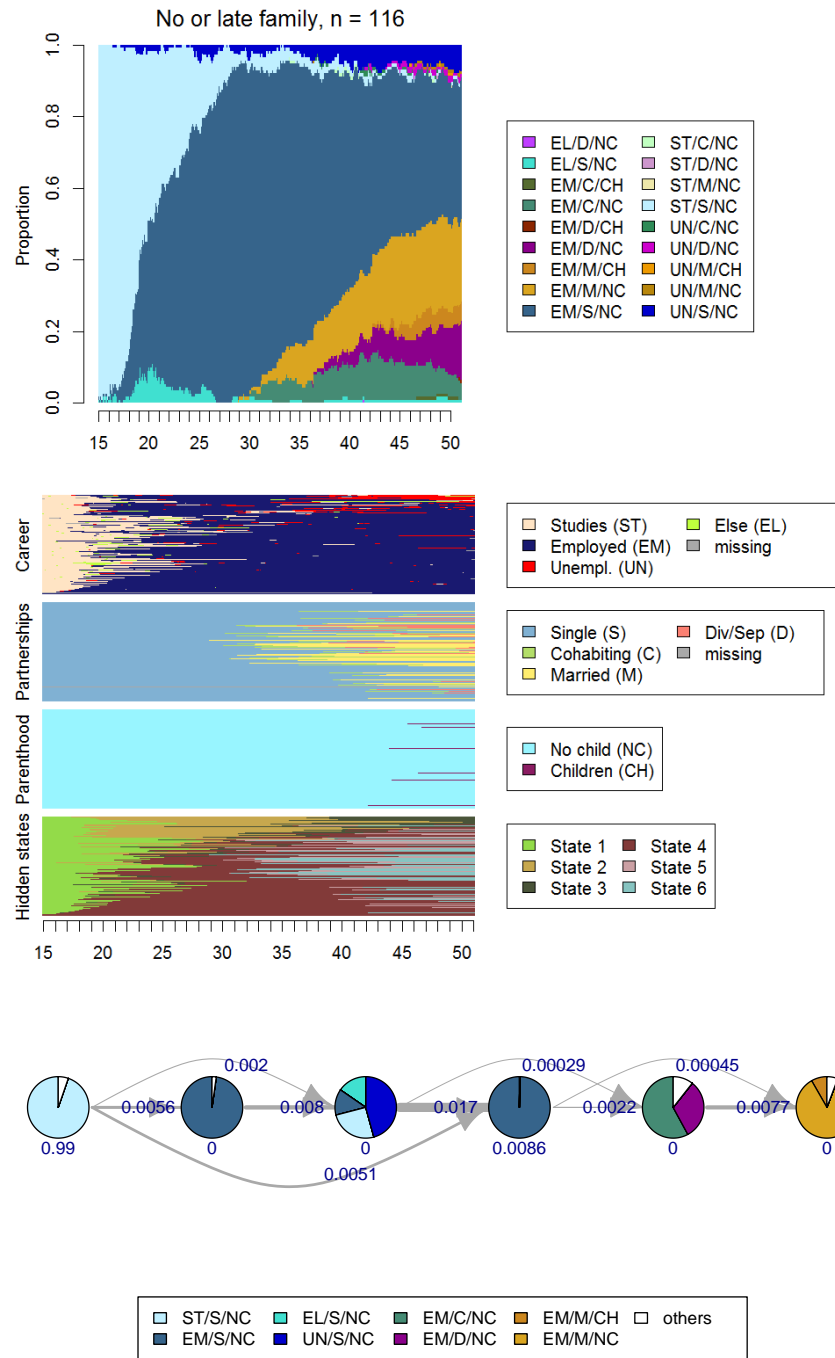 No or late family, n = 116
Proportion
0.0 0.2 0.4 0.6 0.8 1.0
15 20 25 30 35 40 45 50
EL/D/NC ST/C/NC
EL/S/NC ST/D/NC
EM/C/CH ST/M/NC
EM/C/NC ST/S/NC
EM/D/CH UN/C/NC
EM/D/NC UN/D/NC
EM/M/CH UN/M/CH
EM/M/NC UN/M/NC
EM/S/NC UN/S/NC
Career
Studies (ST) Else (EL)
Employed (EM) missing
Unempl. (UN)
Partnerships
Single (S) Div/Sep (D)
Cohabiting (C) missing
Married (M)
Parenthood
No child (NC)
Children (CH)
Hidden states
State 1 State 4
State 2 State 5
State 3 State 6
15 20 25 30 35 40 45 50
0.002 0.00029 0.00045
0.0056 0.008 0.017 0.0022 0.0077
0.99 0 0 0.0086 0 0
0.0051
ST/S/NC EL/S/NC EM/C/NC EM/M/CH others
EM/S/NC UN/S/NC EM/D/NC EM/M/NC